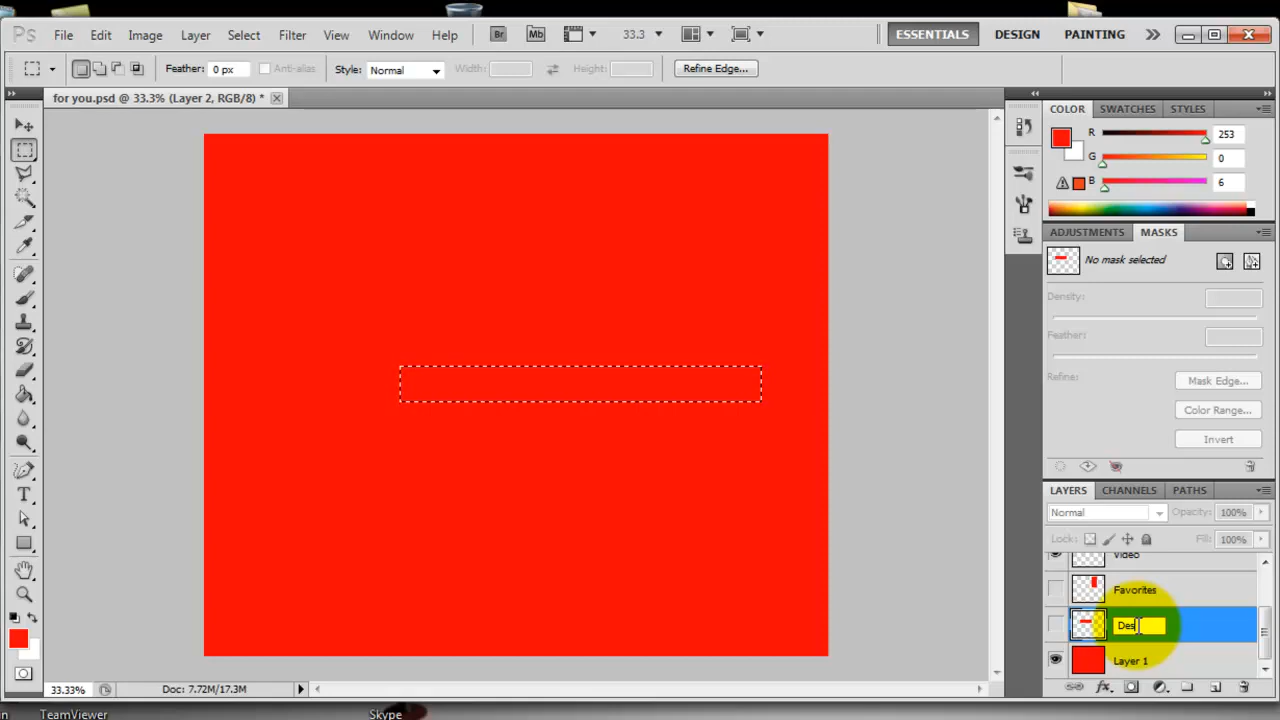 Ps File Edit Image Layer Select Filter View Window Help Br Mb 33.3 ESSENTIALS DESIGN PAINTING
Feather: 0 px Anti-alias Style: Normal Width: Height: Refine Edge...
for you.psd @ 33.3% (Layer 2, RGB/8) *
COLOR SWATCHES STYLES
R 253
G 0
B 6
ADJUSTMENTS MASKS
No mask selected
Density:
Feather:
Refine: Mask Edge...
Color Range...
Invert
LAYERS CHANNELS PATHS
Normal Opacity: 100%
Lock: Fill: 100%
Video
Favorites
Des
Layer 1
33.33% Doc: 7.72M/17.3M
TeamViewer Skype